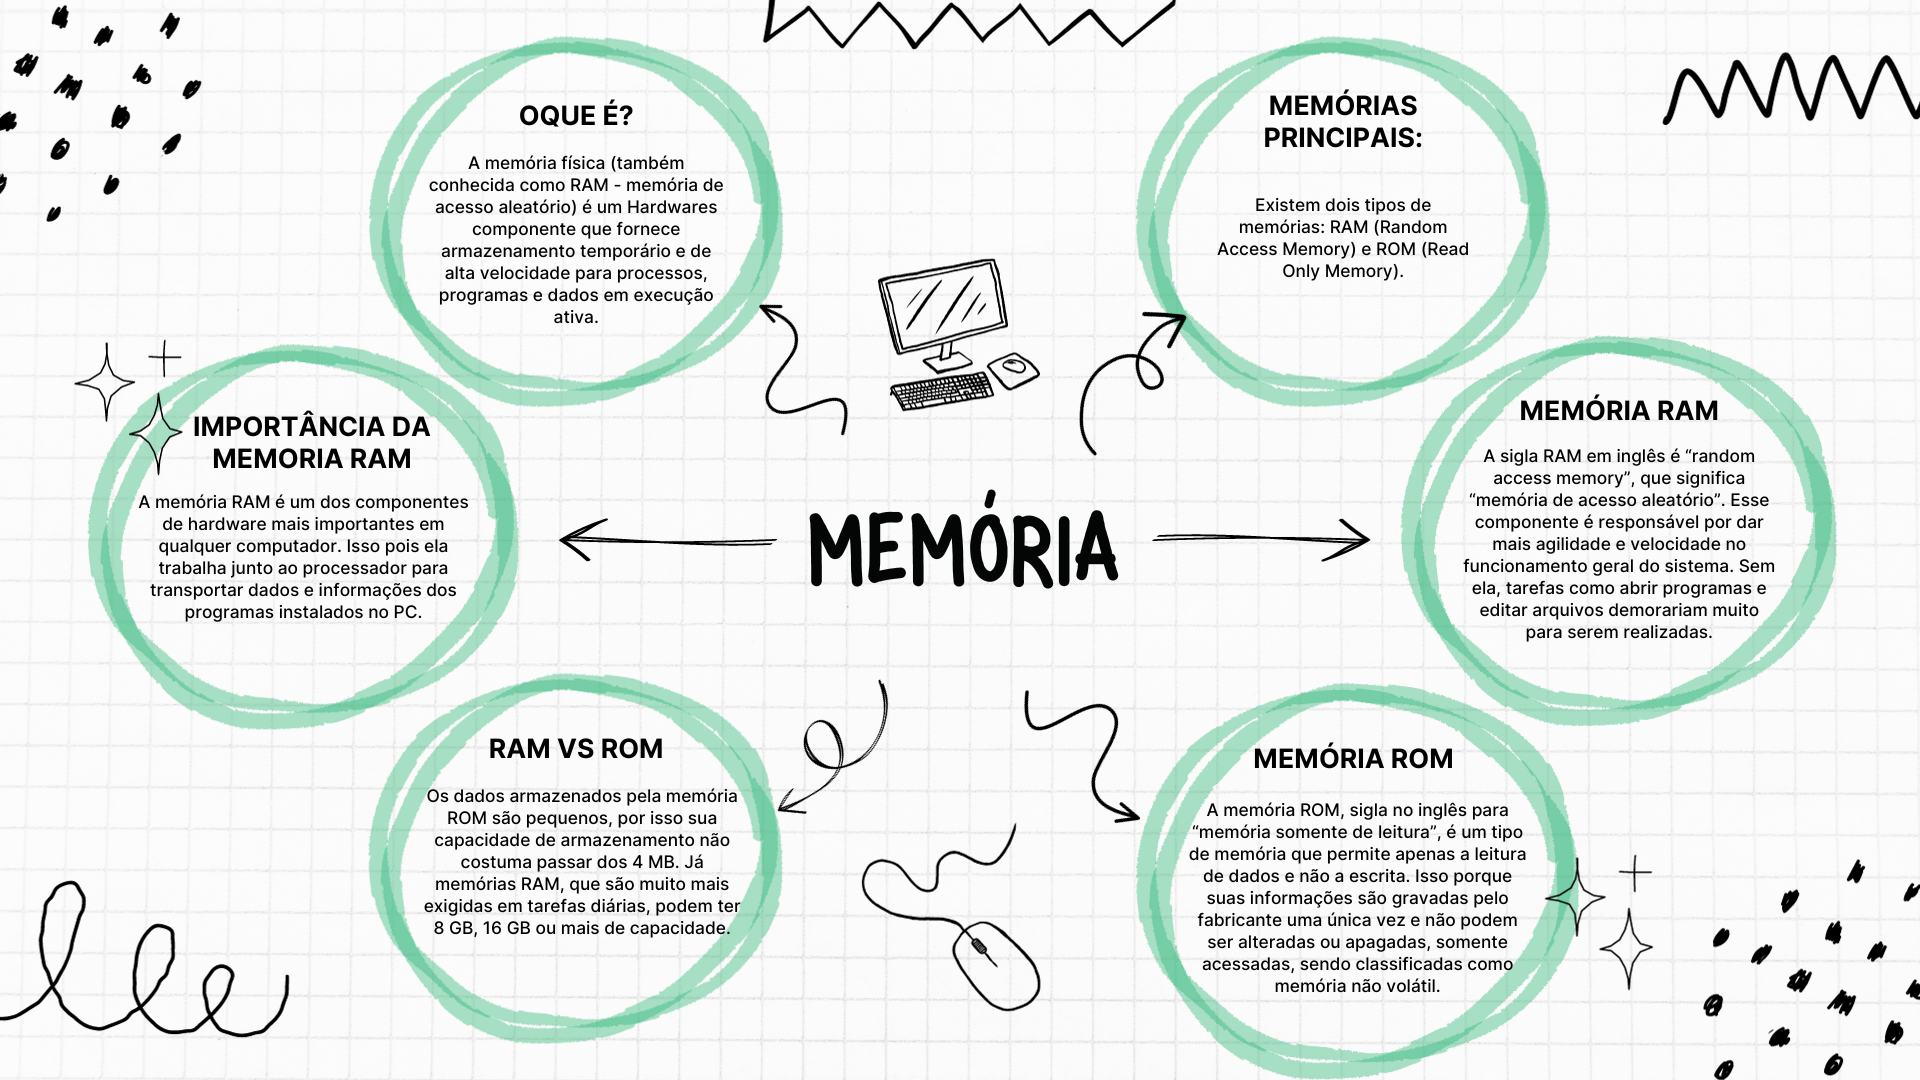 OQUE É?
A memória física (também
conhecida como RAM - memória de
acesso aleatório) é um Hardwares
componente que fornece
armazenamento temporário e de
alta velocidade para processos,
programas e dados em execução
ativa.
MEMÓRIAS
PRINCIPAIS:
Existem dois tipos de
memórias: RAM (Random
Access Memory) e ROM (Read
Only Memory).
IMPORTÂNCIA DA
MEMORIA RAM
A memória RAM é um dos componentes
de hardware mais importantes em
qualquer computador. Isso pois ela
trabalha junto ao processador para
transportar dados e informações dos
programas instalados no PC.
MEMÓRIA
MEMÓRIA RAM
A sigla RAM em inglês é “random
access memory”, que significa
“memória de acesso aleatório”. Esse
componente é responsável por dar
mais agilidade e velocidade no
funcionamento geral do sistema. Sem
ela, tarefas como abrir programas e
editar arquivos demorariam muito
para serem realizadas.
RAM VS ROM
Os dados armazenados pela memória
ROM são pequenos, por isso sua
capacidade de armazenamento não
costuma passar dos 4 MB. Já
memórias RAM, que são muito mais
exigidas em tarefas diárias, podem ter
8 GB, 16 GB ou mais de capacidade.
MEMÓRIA ROM
A memória ROM, sigla no inglês para
“memória somente de leitura”, é um tipo
de memória que permite apenas a leitura
de dados e não a escrita. Isso porque
suas informações são gravadas pelo
fabricante uma única vez e não podem
ser alteradas ou apagadas, somente
acessadas, sendo classificadas como
memória não volátil.